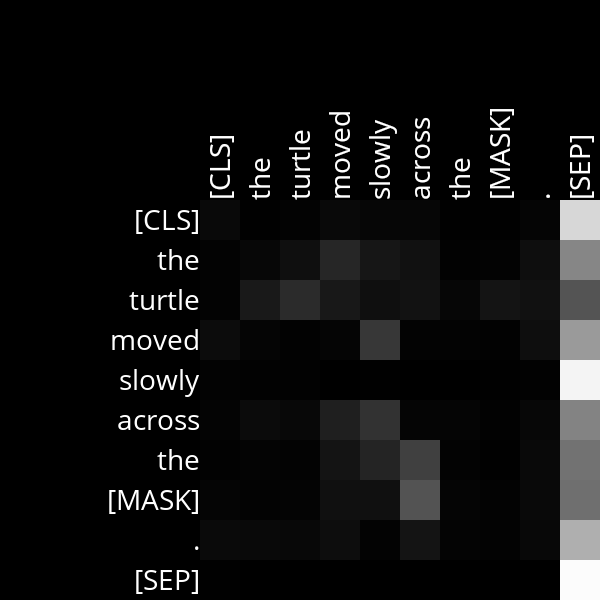 [CLS] the turtle moved slowly across the [MASK] . [SEP]
[CLS]
the
turtle
moved
slowly
across
the
[MASK]
.
[SEP]